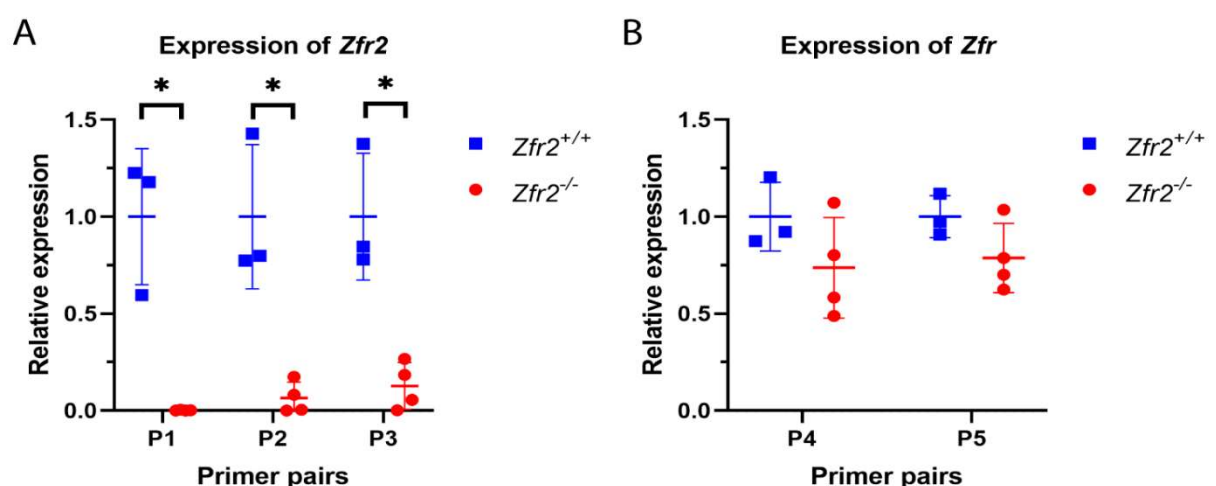 A
Expression of Zfr2
* * *
Relative expression
1.5
1.0
0.5
0.0
P1 P2 P3
Primer pairs
Zfr2+/+
Zfr2-/-
B
Expression of Zfr
Relative expression
1.5
1.0
0.5
0.0
P4 P5
Primer pairs
Zfr2+/+
Zfr2-/-